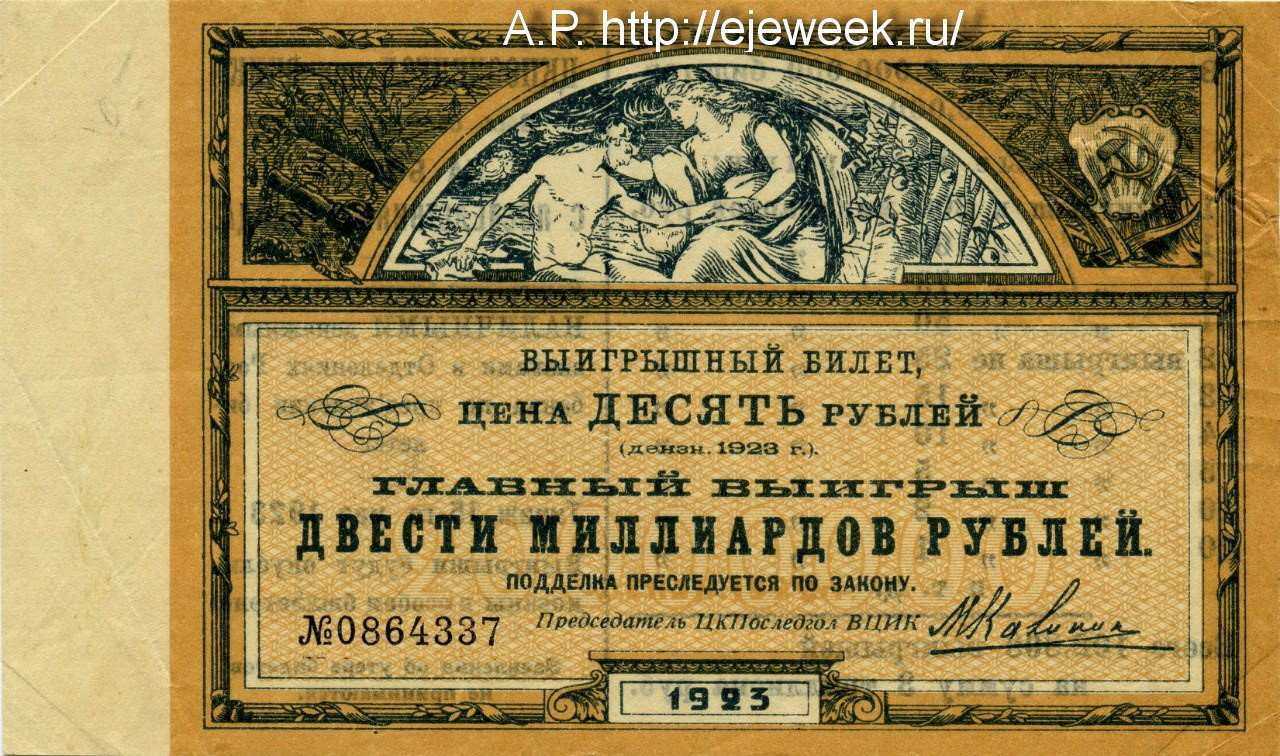 A.P. http://ejeweek.ru/
ВЫИГРЫШНЫЙ БИЛЕТ,
ЦЕНА ДЕСЯТЬ РУБЛЕЙ
(дензн. 1923 г.).
ГЛАВНЫЙ ВЫИГРЫШ
ДВЕСТИ МИЛЛИАРДОВ РУБЛЕЙ.
ПОДДЕЛКА ПРЕСЛЕДУЕТСЯ ПО ЗАКОНУ.
№0864337 Председатель ЦКПоследгол ВЦИК МКалинин
1923